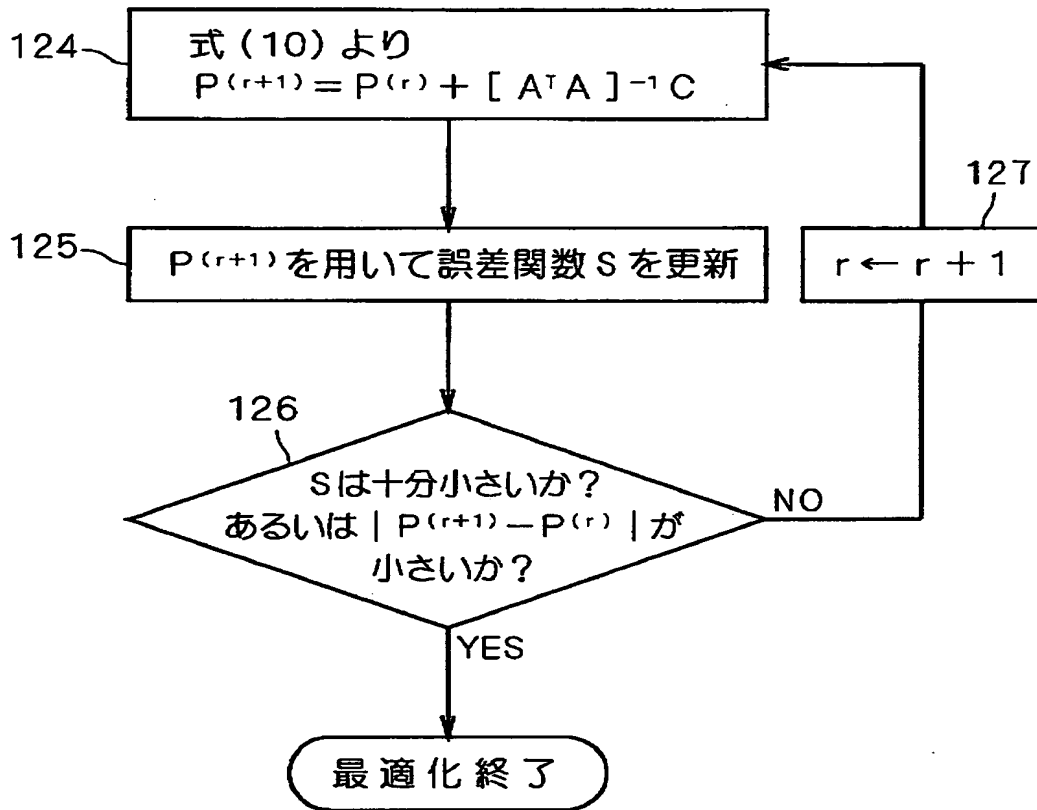 124
式(10)より
P(r+1)=P(r)+[ AᵀA ]⁻¹C
127
125
P(r+1)を用いて誤差関数Sを更新
r ← r + 1
126
Sは十分小さいか?
NO
あるいは | P(r+1)−P(r) | が
小さいか?
YES
最適化終了